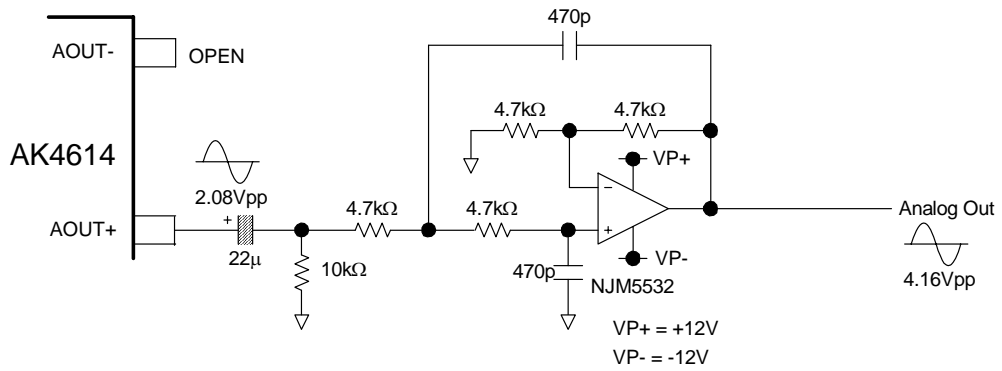 470p
AOUT-
OPEN
4.7kΩ
4.7kΩ
AK4614
VP+
2.08Vpp
−
+
4.7kΩ
4.7kΩ
AOUT+
+
Analog Out
22μ
10kΩ
470p
VP-
NJM5532
4.16Vpp
VP+ = +12V
VP- = -12V